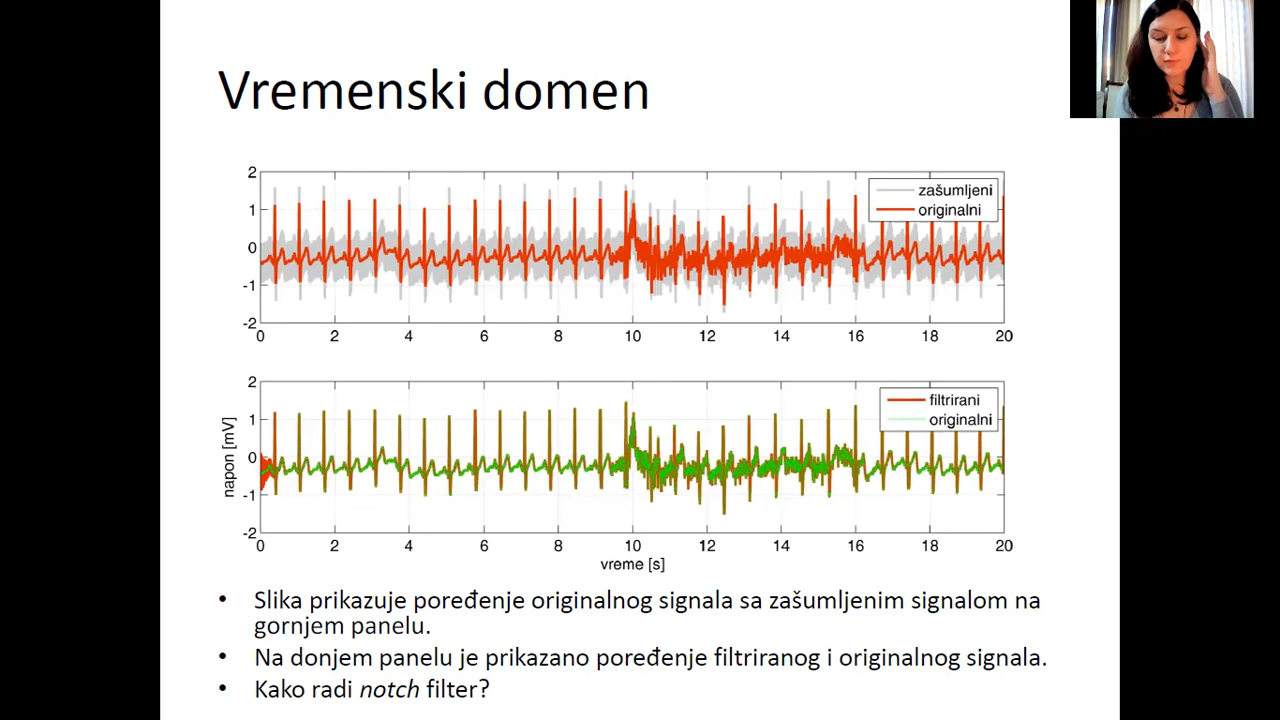 Vremenski domen
2
1
0
-1
-2
zašumljeni
originalni
0 2 4 6 8 10 12 14 16 18 20
2
1
0
-1
-2
napon [mV]
filtrirani
originalni
0 2 4 6 8 10 12 14 16 18 20
vreme [s]
• Slika prikazuje poređenje originalnog signala sa zašumljenim signalom na
gornjem panelu.
• Na donjem panelu je prikazano poređenje filtriranog i originalnog signala.
• Kako radi notch filter?